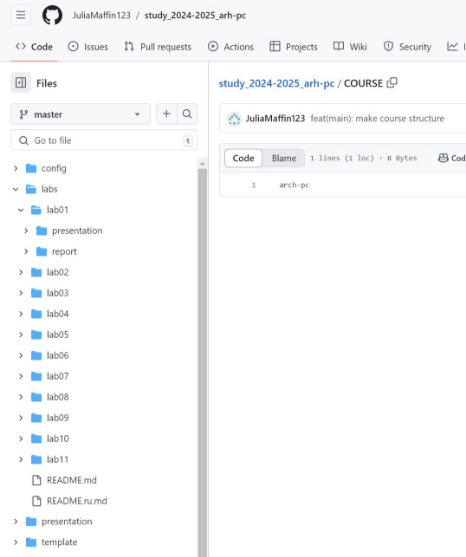 JuliaMaffin123 / study_2024-2025_arh-pc
Code Issues Pull requests Actions Projects Wiki Security
Files
master
Go to file t
config
labs
lab01
presentation
report
lab02
lab03
lab04
lab05
lab06
lab07
lab08
lab09
lab10
lab11
README.md
README.ru.md
presentation
template
study_2024-2025_arh-pc / COURSE
JuliaMaffin123 feat(main): make course structure
Code Blame 1 lines (1 loc) · 8 Bytes Cod
1 arch-pc